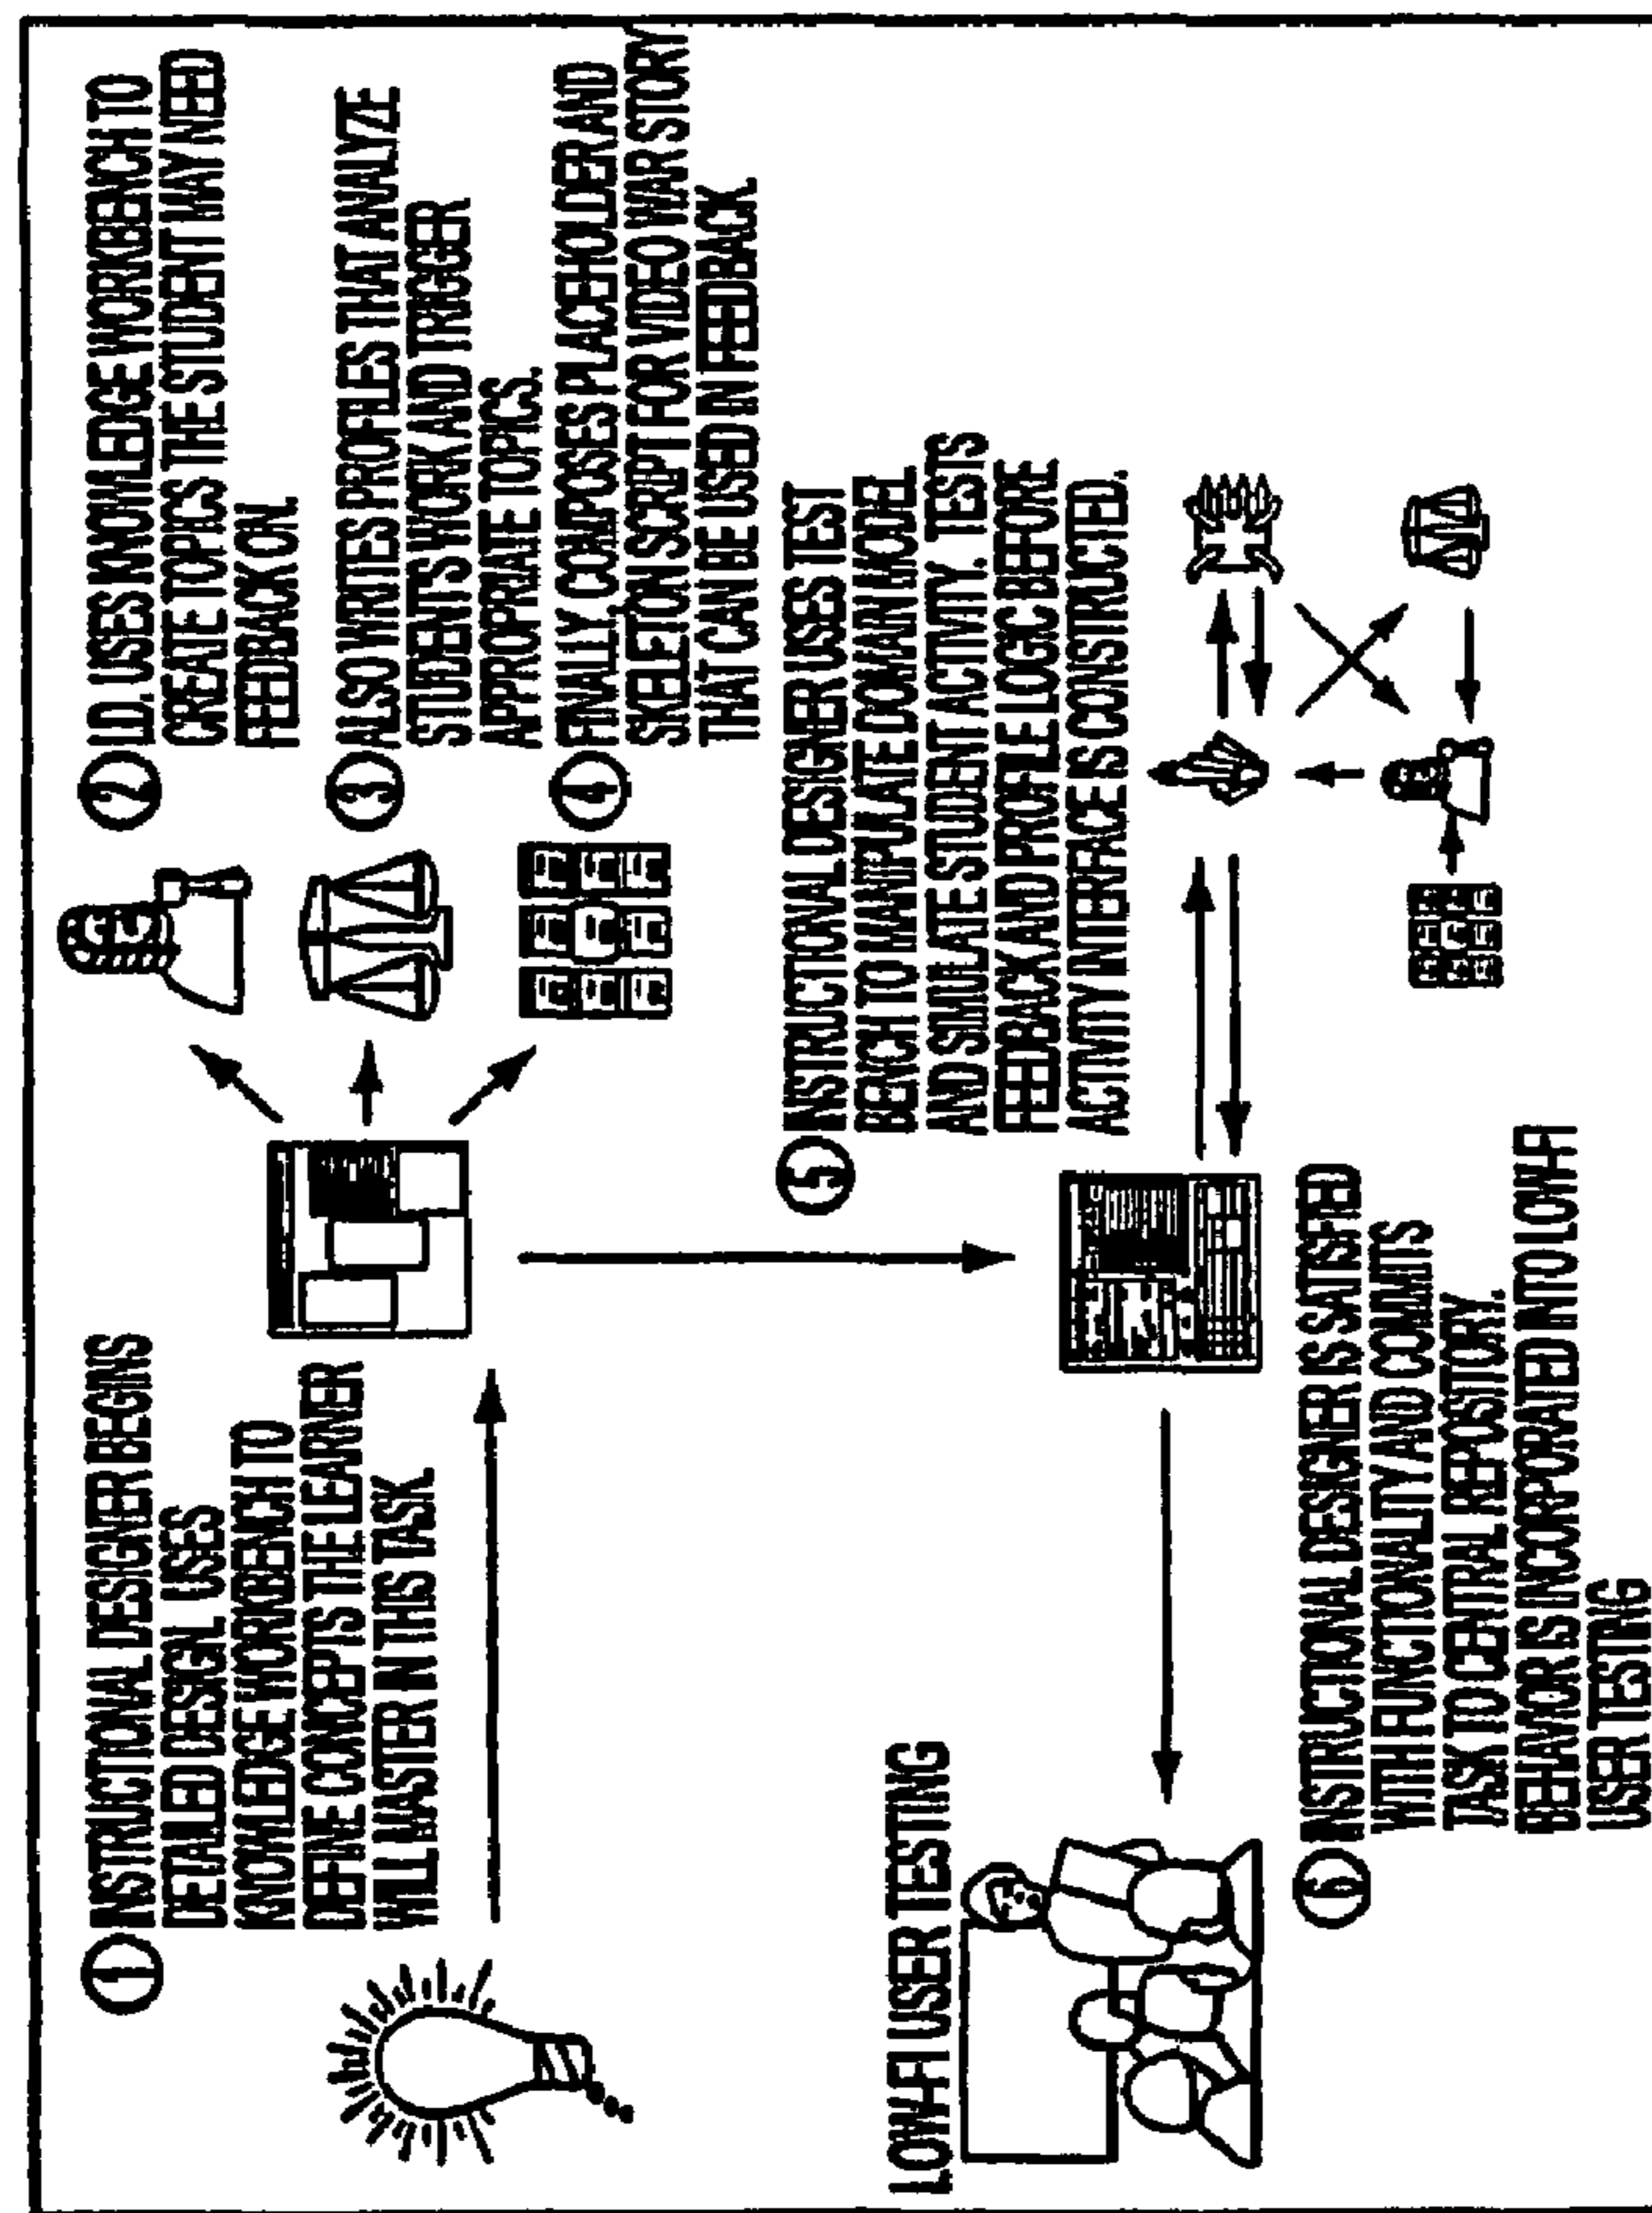 ① INSTRUCTIONAL DESIGNER BEGINS
DETAILED DESIGN. USES
KNOWLEDGE WORKBENCH TO
DEFINE CONCEPTS THE LEARNER
WILL MASTER IN THIS TASK.
② I.D. USES KNOWLEDGE WORKBENCH TO
CREATE TOPICS THE STUDENT MAY NEED
FEEDBACK ON.
③ ALSO WRITES PROFILES THAT ANALYZE
STUDENTS WORK AND TRIGGER
APPROPRIATE TOPICS.
④ FINALLY COMPOSES PLACEHOLDER AND
SKELETON SCRIPT FOR VIDEO WAR STORY
THAT CAN BE USED IN FEEDBACK.
⑤ INSTRUCTIONAL DESIGNER USES TEST
BENCH TO MANIPULATE DOMAIN MODEL
AND SIMULATE STUDENT ACTIVITY. TESTS
FEEDBACK AND PROFILE LOGIC BEFORE
ACTIVITY INTERFACE IS CONSTRUCTED.
LOW-FI USER TESTING
⑥ INSTRUCTIONAL DESIGNER IS SATISFIED
WITH FUNCTIONALITY AND COMMITS
TASK TO CENTRAL REPOSITORY.
BEHAVIOR IS INCORPORATED INTO LOW-FI
USER TESTING